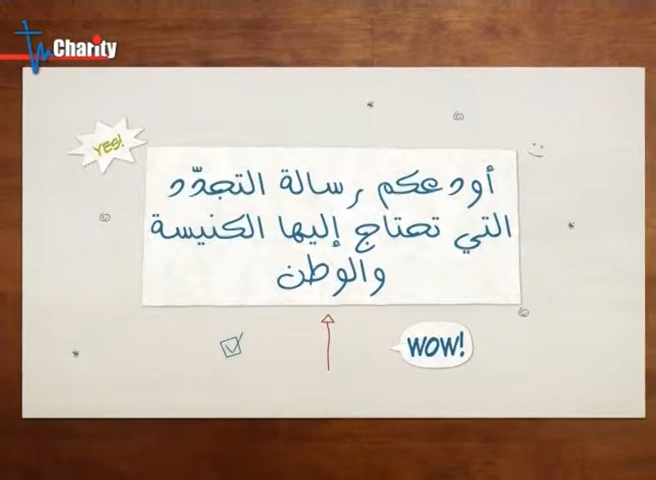 Charity
YES!
أودعكم رسالة التجدّد
التي تحتاج إليها الكنيسة
والوطن
WOW!